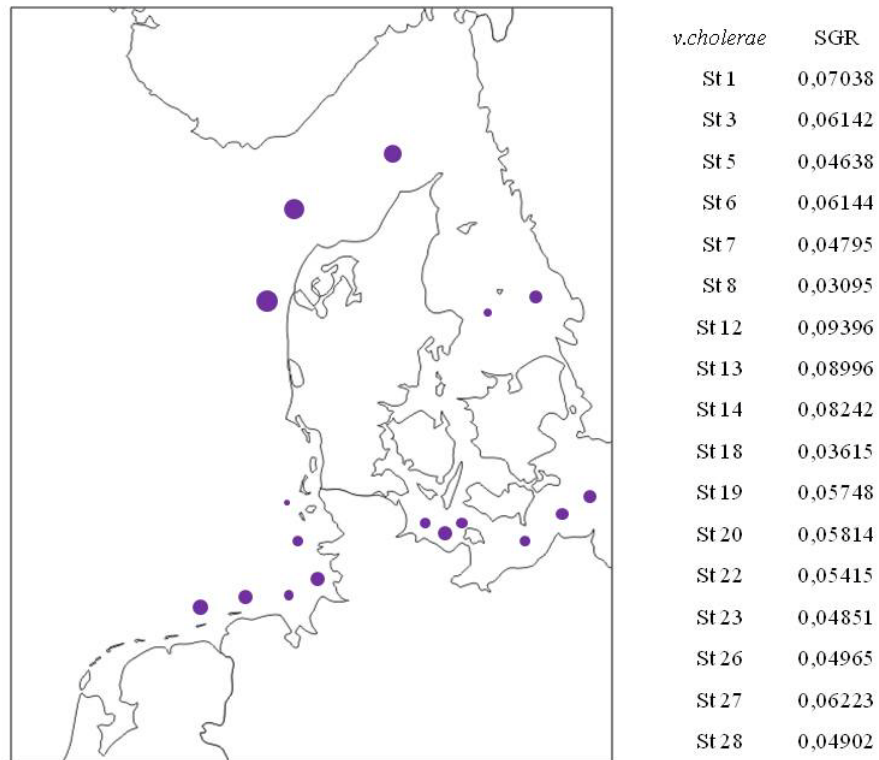 v.cholerae SGR
St 1 0,07038
St 3 0,06142
St 5 0,04638
St 6 0,06144
St 7 0,04795
St 8 0,03095
St 12 0,09396
St 13 0,08996
St 14 0,08242
St 18 0,03615
St 19 0,05748
St 20 0,05814
St 22 0,05415
St 23 0,04851
St 26 0,04965
St 27 0,06223
St 28 0,04902